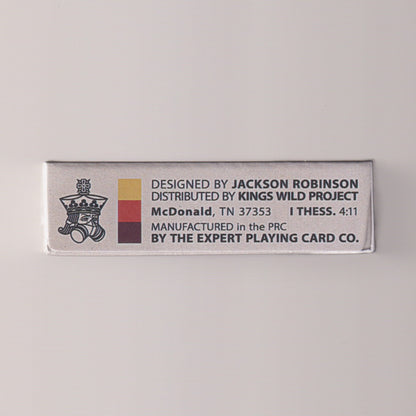 DESIGNED BY JACKSON ROBINSON
DISTRIBUTED BY KINGS WILD PROJECT
McDonald, TN 37353 I THESS. 4:11
MANUFACTURED in the PRC
BY THE EXPERT PLAYING CARD CO.